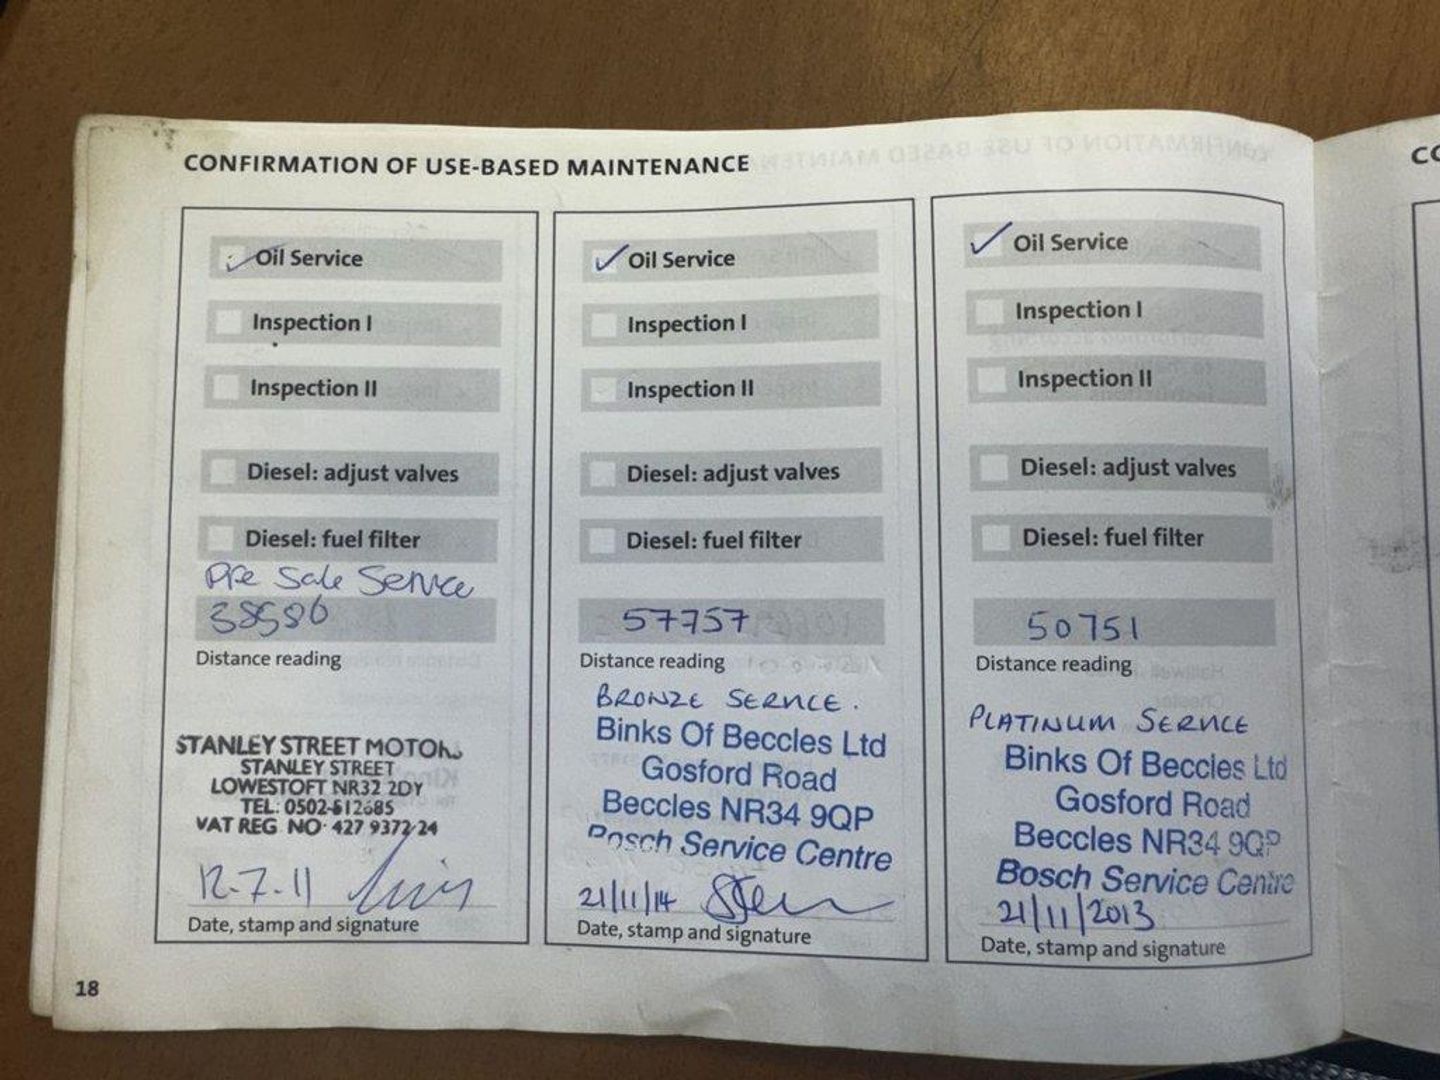 CONFIRMATION OF USE-BASED MAINTENANCE
Oil Service
Inspection I
Inspection II
Diesel: adjust valves
Diesel: fuel filter
Pre Sale Service
38586
Distance reading
STANLEY STREET MOTORS
STANLEY STREET
LOWESTOFT NR32 2DY
TEL: 0502-512685
VAT REG NO· 427 9372 24
12-7-11
Date, stamp and signature
Oil Service
Inspection I
Inspection II
Diesel: adjust valves
Diesel: fuel filter
57757
Distance reading
BRONZE SERVICE.
Binks Of Beccles Ltd
Gosford Road
Beccles NR34 9QP
Bosch Service Centre
21/11/14
Date, stamp and signature
Oil Service
Inspection I
Inspection II
Diesel: adjust valves
Diesel: fuel filter
50751
Distance reading
PLATINUM SERVICE
Binks Of Beccles Ltd
Gosford Road
Beccles NR34 9QP
Bosch Service Centre
21/11/2013
Date, stamp and signature
18